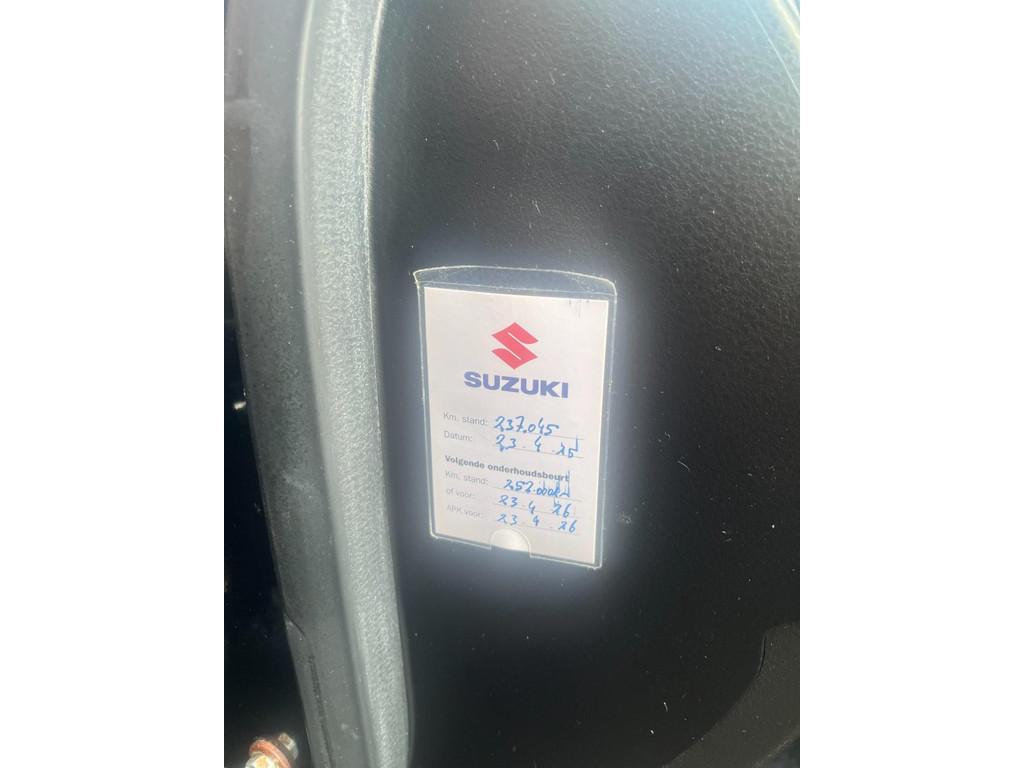 SUZUKI
Km. stand: 237.045
Datum: 23.4.25
Volgende onderhoudsbeurt
Km. stand: 252.000km
of voor: 23.4.26
APK voor: 23.4.26